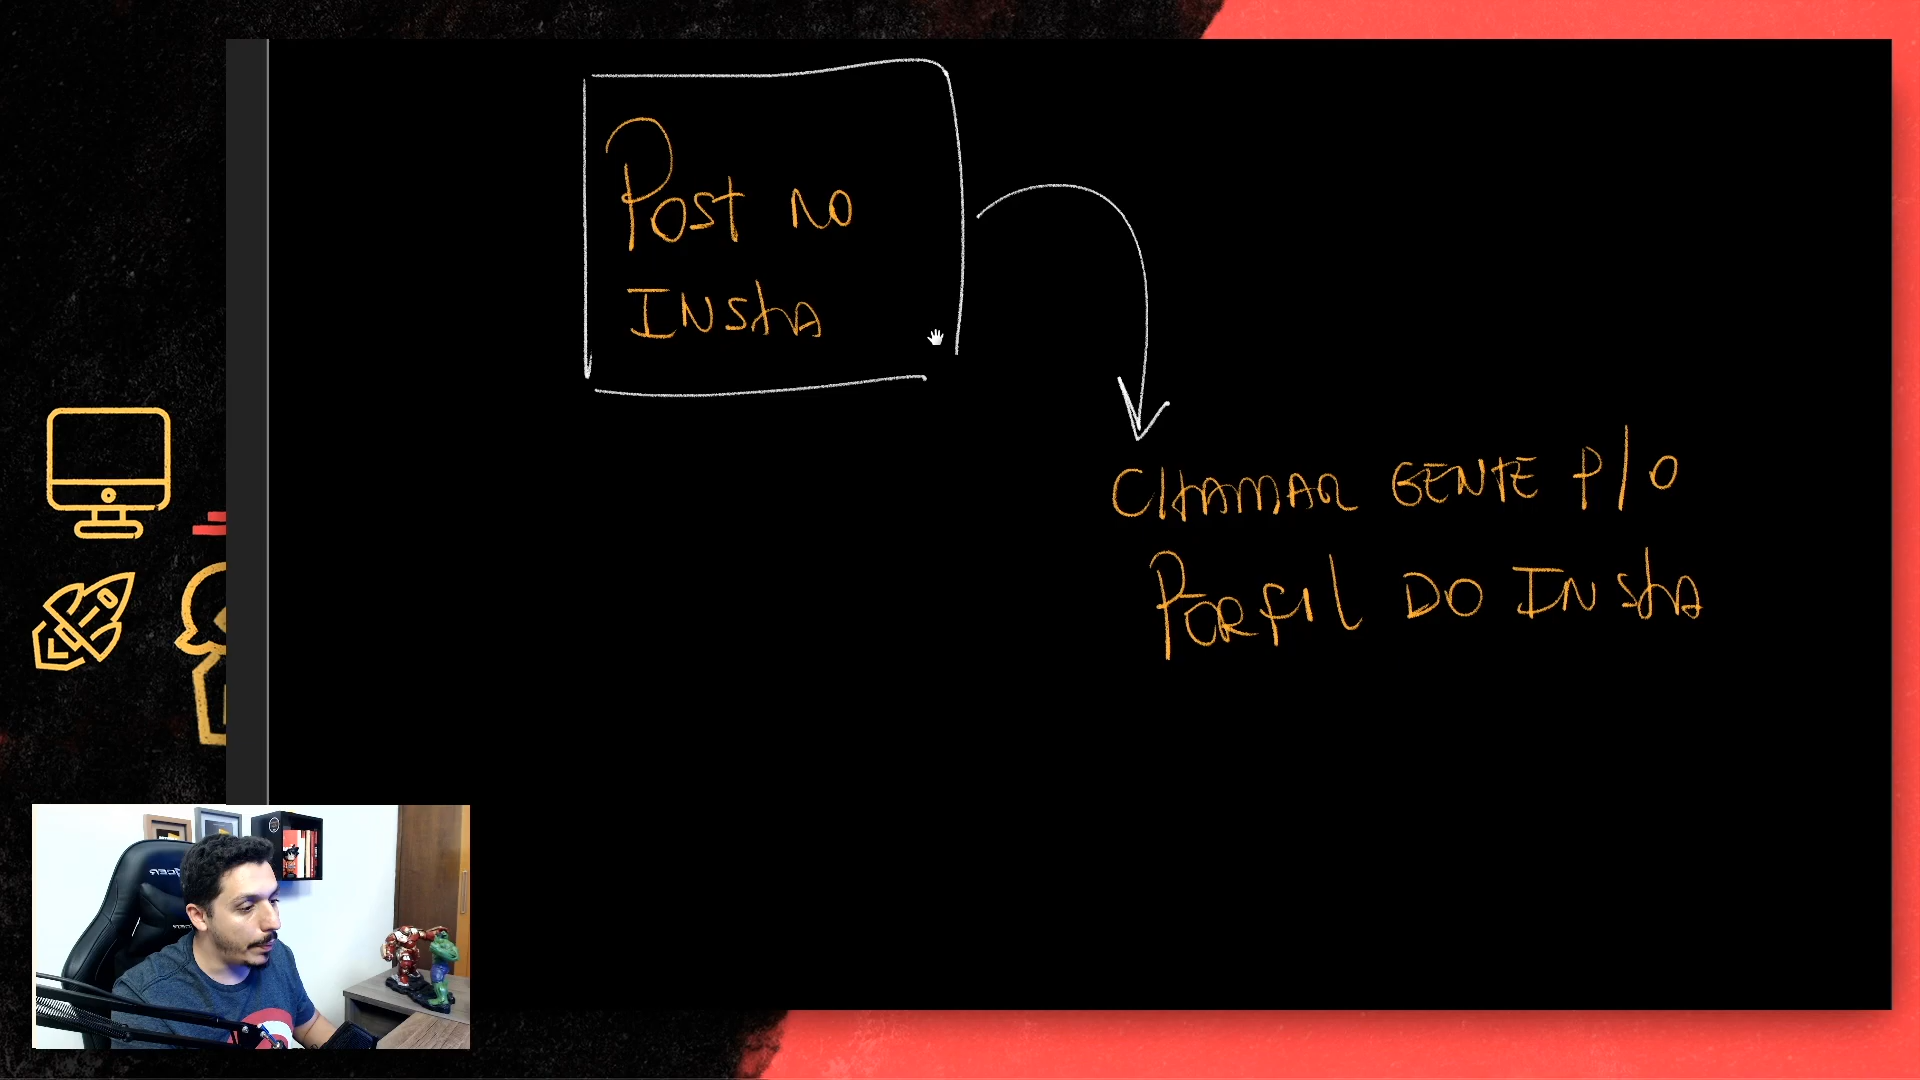 Post no
Insta
Chamar gente p/ o
Perfil do Insta